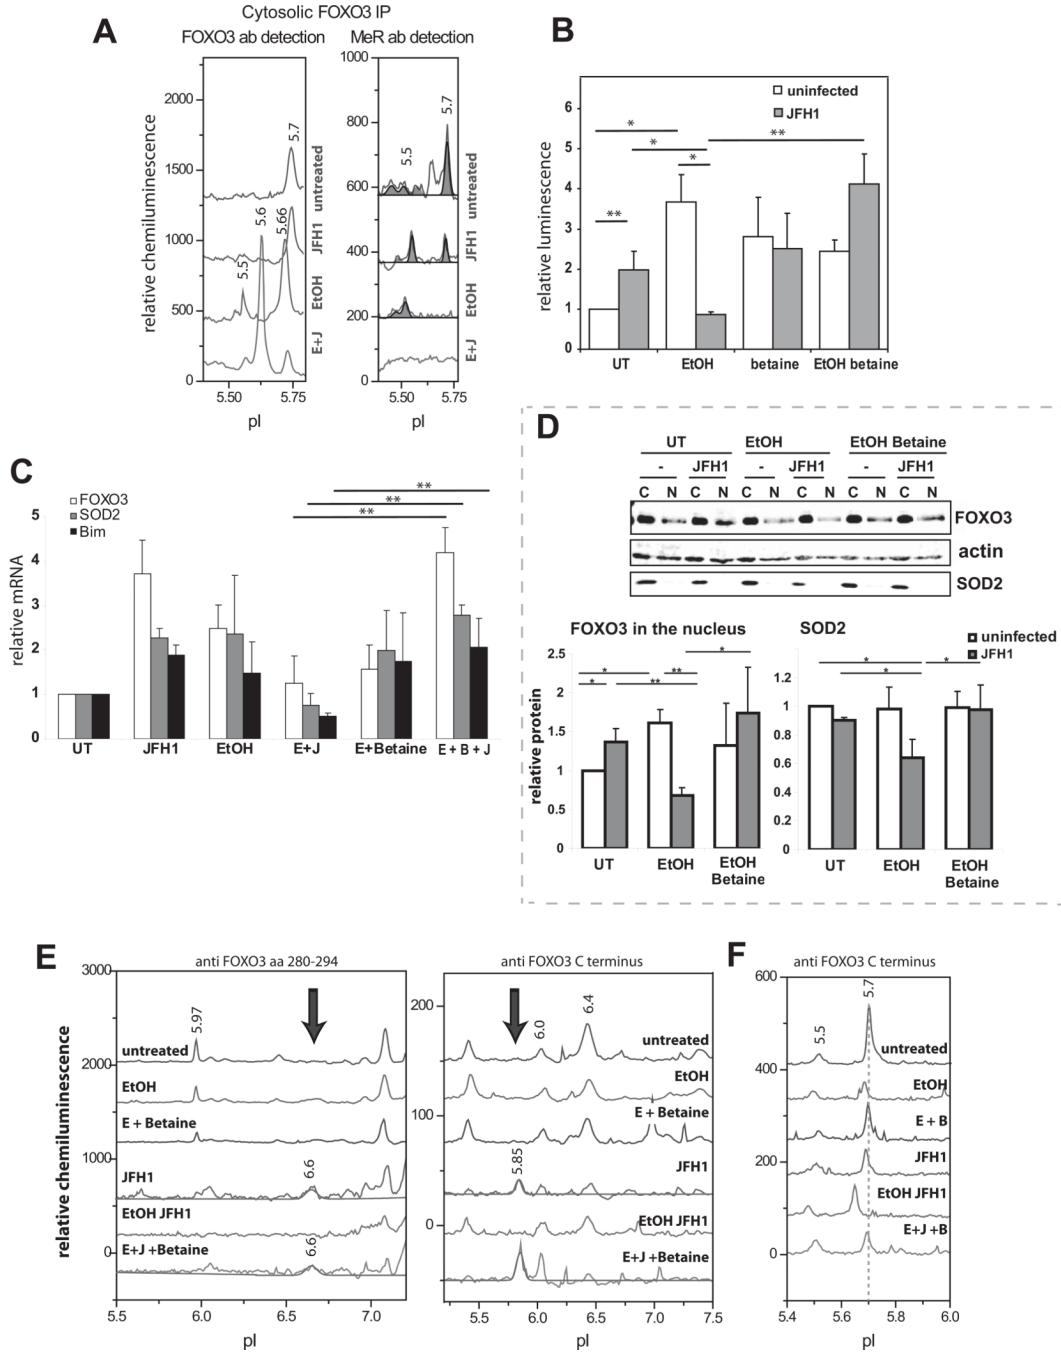 A
Cytosolic FOXO3 IP
FOXO3 ab detection
MeR ab detection
relative chemiluminescence
2000
1500
1000
500
0
5.7
5.6
5.66
5.5
untreated
JFH1
EtOH
E+J
5.50
5.75
pI
1000
800
600
400
200
0
5.5
5.7
untreated
JFH1
EtOH
E+J
5.50
5.75
pI
B
relative luminescence
6
5
4
3
2
1
0
uninfected
JFH1
*
*
*
**
**
UT
EtOH
betaine
EtOH betaine
C
relative mRNA
FOXO3
SOD2
Bim
5
4
3
2
1
0
**
**
**
UT
JFH1
EtOH
E+J
E+Betaine
E + B + J
D
UT
EtOH
EtOH Betaine
- JFH1 - JFH1 - JFH1
C N C N C N C N C N C N
FOXO3
actin
SOD2
FOXO3 in the nucleus
relative protein
2.5
2
1.5
1
0.5
0
*
*
**
**
*
UT
EtOH
EtOH
Betaine
SOD2
uninfected
JFH1
1.2
1
0.8
0.6
0.4
0.2
0
*
*
*
UT
EtOH
EtOH
Betaine
E
anti FOXO3 aa 280-294
relative chemiluminescence
3000
2000
1000
0
5.97
untreated
EtOH
E + Betaine
JFH1
6.6
EtOH JFH1
E+J +Betaine
6.6
5.5
6.0
6.5
7.0
pI
anti FOXO3 C terminus
200
100
0
6.0
6.4
untreated
EtOH
E + Betaine
JFH1
5.85
EtOH JFH1
E+J +Betaine
5.5
6.0
6.5
7.0
7.5
pI
F
anti FOXO3 C terminus
600
400
200
0
5.7
5.5
untreated
EtOH
E + B
JFH1
EtOH JFH1
E+J +B
5.4
5.6
5.8
6.0
pI